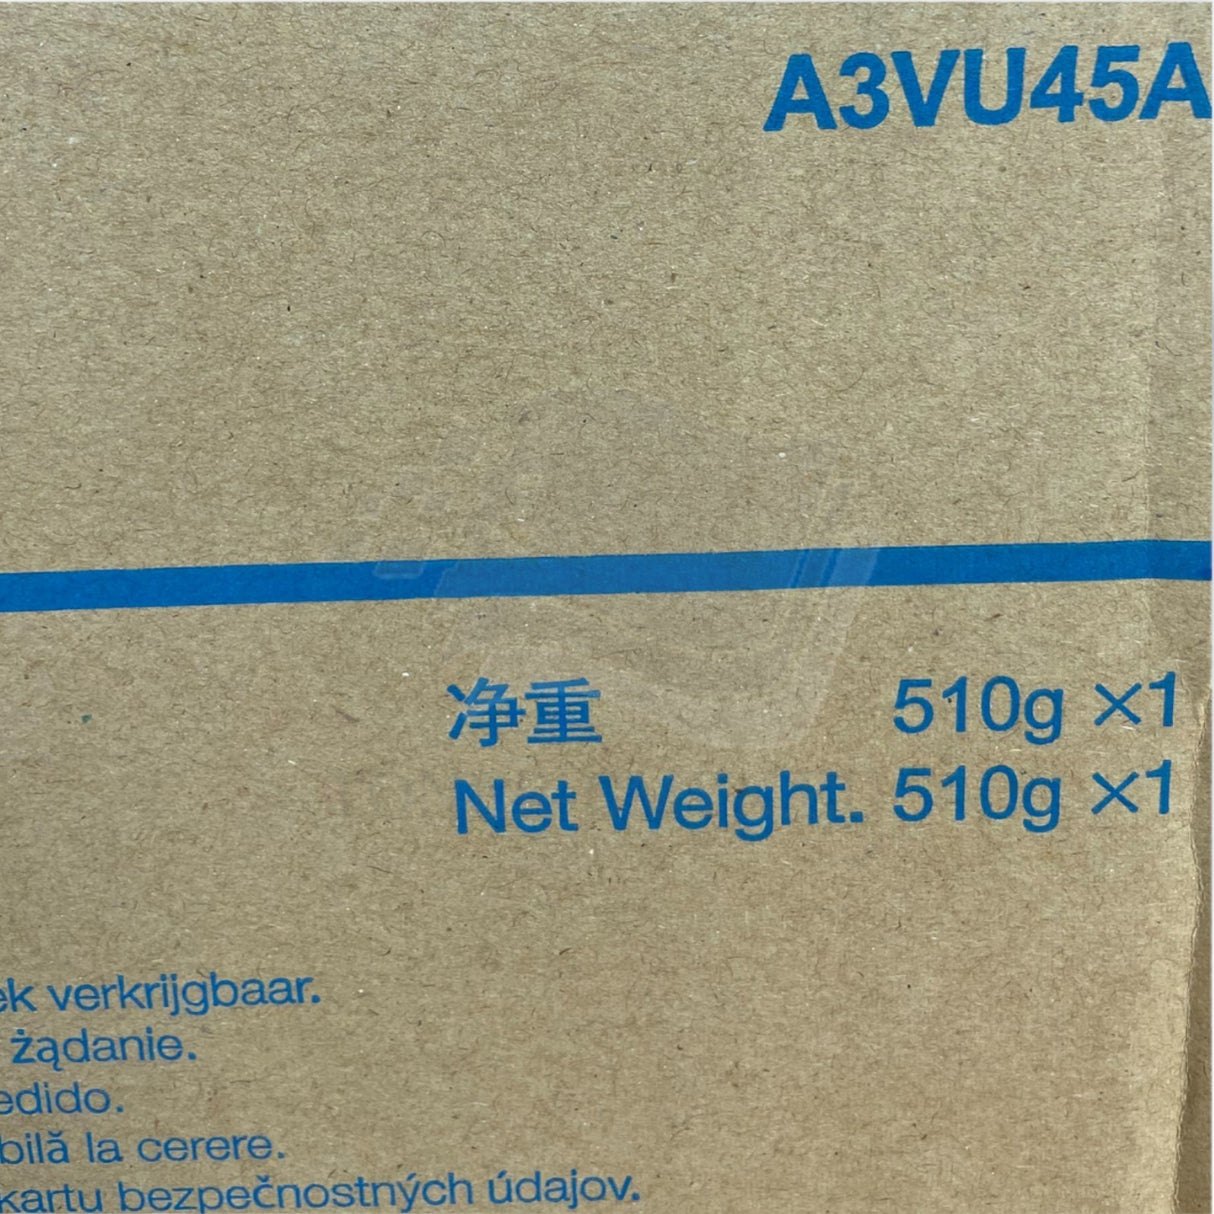 A3VU45A
净重 510g ×1
Net Weight. 510g ×1
ek verkrijgbaar.
żądanie.
edido.
bilă la cerere.
kartu bezpečnostných údajov.